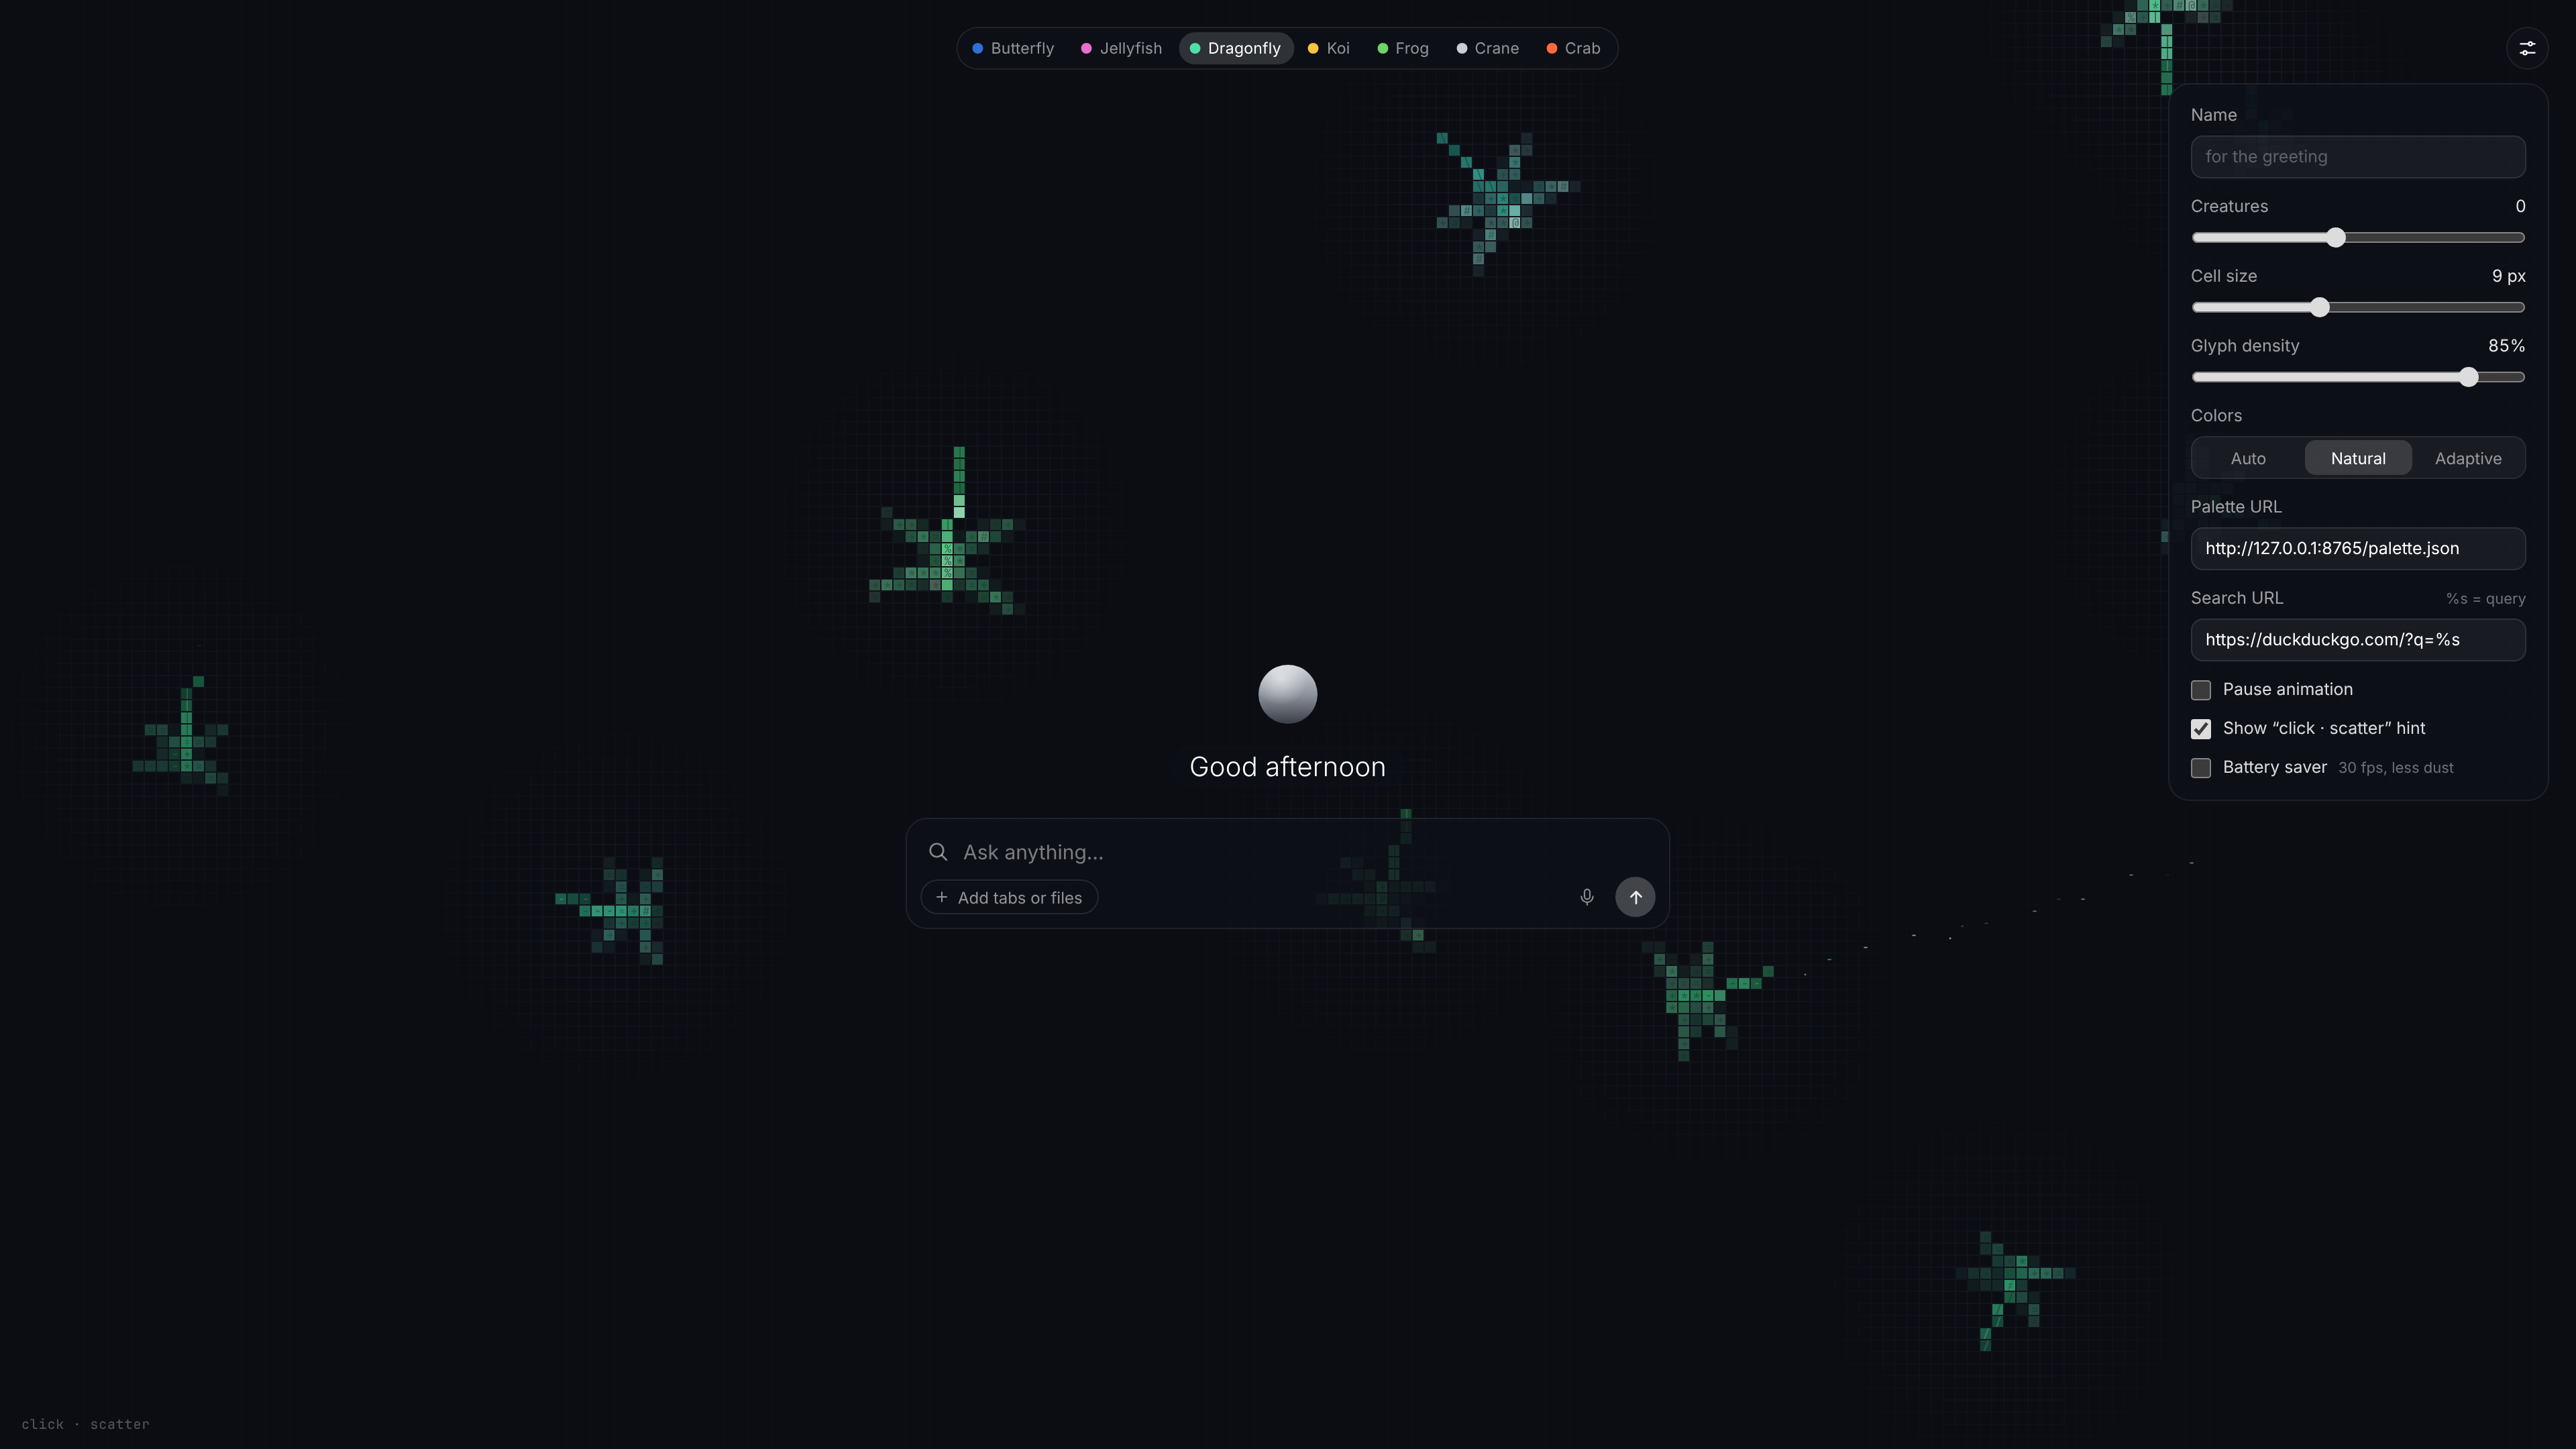 Butterfly Jellyfish Dragonfly Koi Frog Crane Crab
Name
for the greeting
Creatures 0
Cell size 9 px
Glyph density 85%
Colors
Auto Natural Adaptive
Palette URL
http://127.0.0.1:8765/palette.json
Search URL %s = query
https://duckduckgo.com/?q=%s
Pause animation
Show “click · scatter” hint
Battery saver 30 fps, less dust
Good afternoon
Ask anything...
+ Add tabs or files
click · scatter